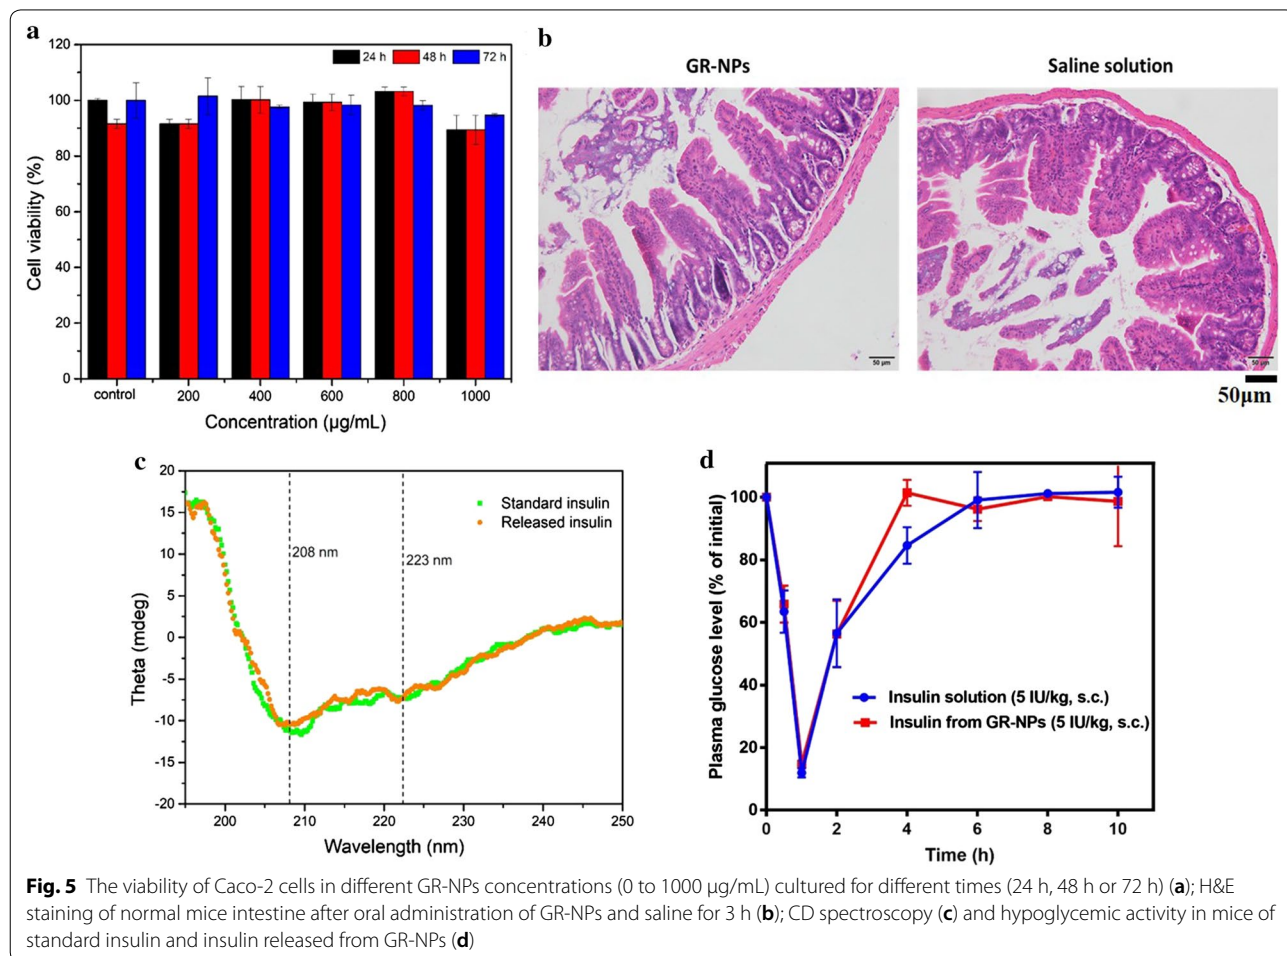 a
120
100
80
60
40
20
0
Cell viability (%)
24 h 48 h 72 h
control 200 400 600 800 1000
Concentration (µg/mL)
b
GR-NPs
Saline solution
50 µm
50 µm
50µm
c
20
15
10
5
0
-5
-10
-15
-20
Theta (mdeg)
Standard insulin
Released insulin
208 nm
223 nm
200 210 220 230 240 250
Wavelength (nm)
d
100
80
60
40
20
0
Plasma glucose level (% of initial)
Insulin solution (5 IU/kg, s.c.)
Insulin from GR-NPs (5 IU/kg, s.c.)
0 2 4 6 8 10
Time (h)
Fig. 5 The viability of Caco-2 cells in different GR-NPs concentrations (0 to 1000 µg/mL) cultured for different times (24 h, 48 h or 72 h) (a); H&E
staining of normal mice intestine after oral administration of GR-NPs and saline for 3 h (b); CD spectroscopy (c) and hypoglycemic activity in mice of
standard insulin and insulin released from GR-NPs (d)